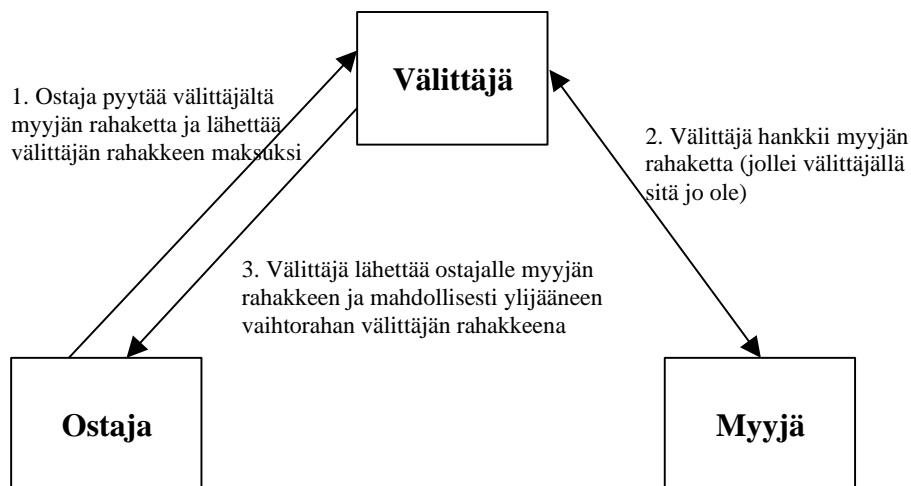 Välittäjä
1. Ostaja pyytää välittäjältä
myyjän rahaketta ja lähettää
välittäjän rahakkeen maksuksi
2. Välittäjä hankkii myyjän
rahaketta (jollei välittäjällä
sitä jo ole)
3. Välittäjä lähettää ostajalle myyjän
rahakkeen ja mahdollisesti ylijääneen
vaihtorahan välittäjän rahakkeena
Ostaja
Myyjä